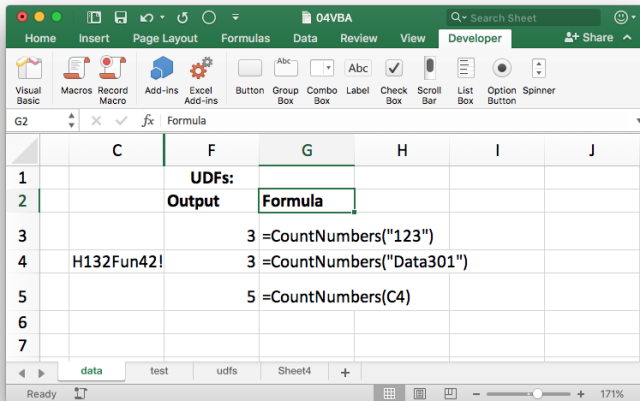 04VBA
Search Sheet
Home Insert Page Layout Formulas Data Review View Developer Share
Abc
Abc
Visual Basic Macros Record Macro Add-ins Excel Add-ins Button Group Box Combo Box Label Check Box Scroll Bar List Box Option Button Spinner
G2 fx Formula
C F G H I J
1 UDFs:
2 Output Formula
3 3 =CountNumbers("123")
4 H132Fun42! 3 =CountNumbers("Data301")
5 5 =CountNumbers(C4)
6
7
data test udfs Sheet4 +
Ready 171%